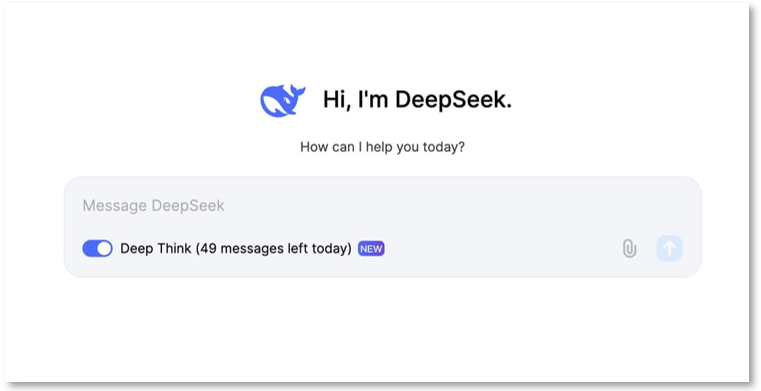 Hi, I'm DeepSeek.
How can I help you today?
Message DeepSeek
Deep Think (49 messages left today) NEW